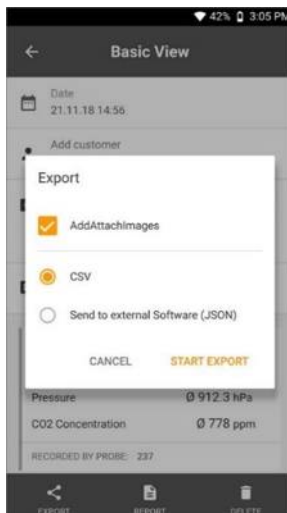 42% 3:05 PM
Basic View
Date
21.11.18 14:56
Add customer
Export
AddAttachImages
CSV
Send to external Software (JSON)
CANCEL START EXPORT
Pressure Ø 912.3 hPa
CO2 Concentration Ø 778 ppm
RECORDED BY PROBE: 237
EXPORT REPORT DELETE